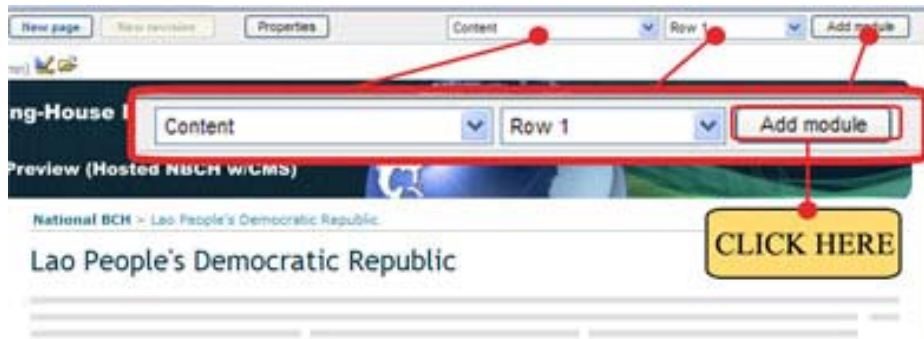 New page New revision Properties Content Row 1 Add module
ng-House
Content Row 1 Add module
Preview (Hosted NBCH w/CMS)
National BCH > Lao People's Democratic Republic
CLICK HERE
Lao People's Democratic Republic